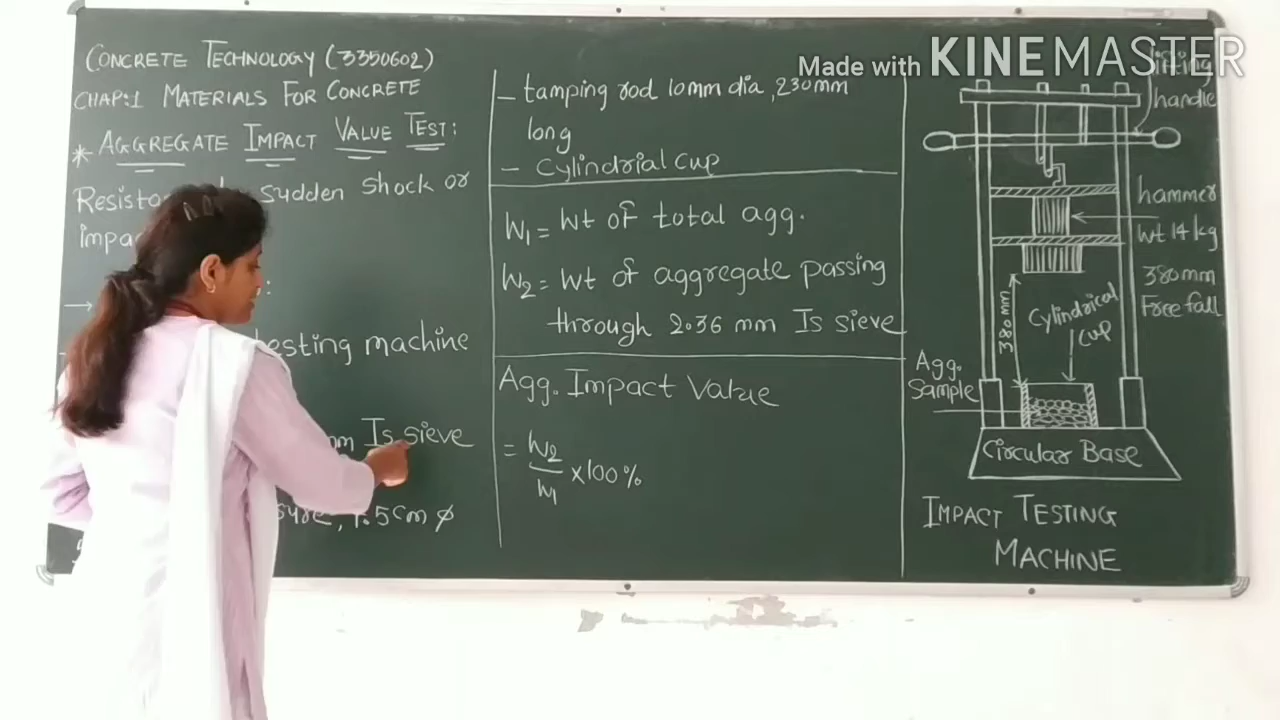 CONCRETE TECHNOLOGY (3350602)
CHAP:1 MATERIALS FOR CONCRETE
* AGGREGATE IMPACT VALUE TEST:
sudden shock or
:
→
testing machine
mm Is sieve
5cm ø
- tamping rod 10mm dia, 230mm
long
- Cylindrial cup
W1 = Wt of total agg.
W2 = Wt of aggregate passing
through 2.36 mm Is sieve
Agg. Impact Value
= W2/W1 ×100%
Made with KINEMASTER
lifting
handle
hammer
Wt 14 kg
380mm
Free fall
380 mm
Cylindrical
cup
Agg.
Sample
Circular Base
IMPACT TESTING
MACHINE